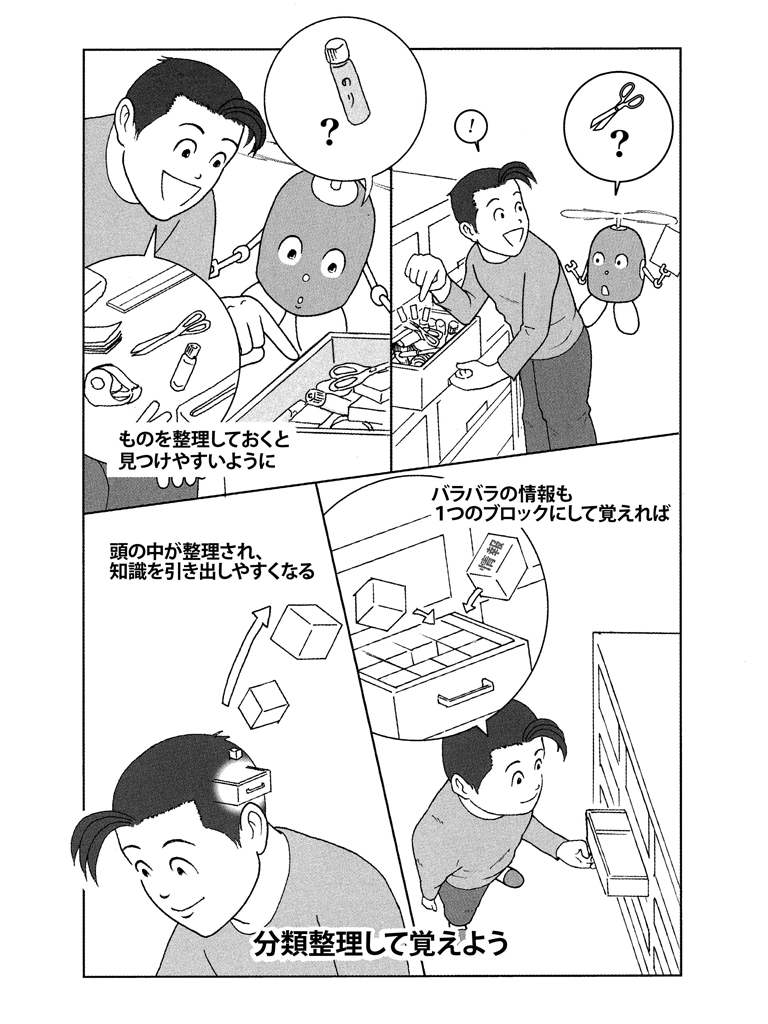 ?
!
のり
?
ものを整理しておくと
見つけやすいように
バラバラの情報も
1つのブロックにして覚えれば
情報
頭の中が整理され、
知識を引き出しやすくなる
分類整理して覚えよう